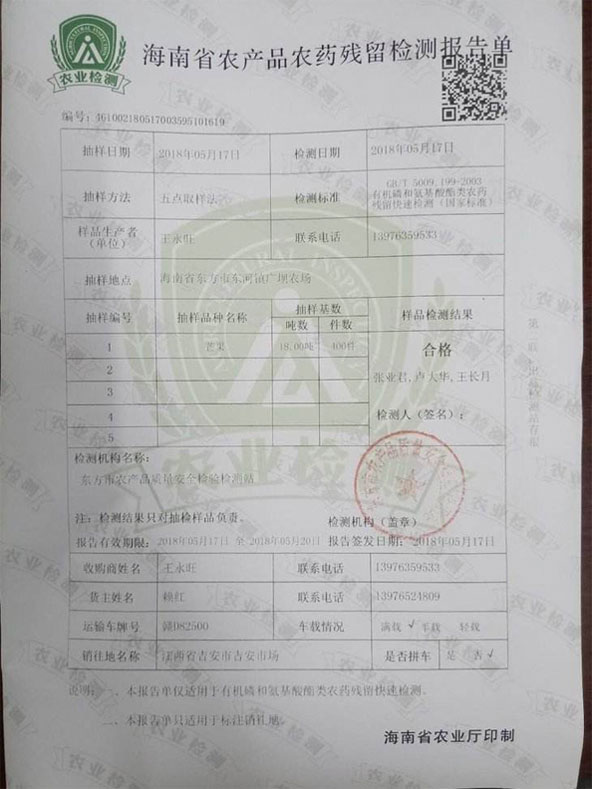 农业检测
海南省农产品农药残留检测报告单
编号: 461002180517003595101619
抽样日期 2018年05月17日 检测日期 2018年05月17日
抽样方法 五点取样法 检测标准 GB/T 5009.199-2003
有机磷和氨基酸酯类农药
残留快速检测（国家标准）
样品生产者
（单位） 王永旺 联系电话 13976359533
抽样地点 海南省东方市东河镇广坝农场
抽样编号 抽样品种名称 抽样基数 样品检测结果
吨数 件数
1 芒果 18.00吨 400件 合格
2 张业君,卢大华,王长月
3
4 检测人（签名）:
5
检测机构名称:
东方市农产品质量安全检验检测站
农业检测
注: 检测结果只对抽检样品负责. 检测机构（盖章）
报告有效期限: 2018年05月17日 至 2018年05月20日 报告签发日期: 2018年05月17日
收购商姓名 王永旺 联系电话 13976359533
货主姓名 赖红 联系电话 13976524809
运输车牌号 赣D82500 车载情况 满载 √ 半载 轻载
销往地名称 江西省吉安市吉安市场 是否拼车 是 否 √
说明: 一、本报告单仅适用于有机磷和氨基酸酯类农药残留快速检测。
二、本报告单只适用于标注销往地。
海南省农业厅印制